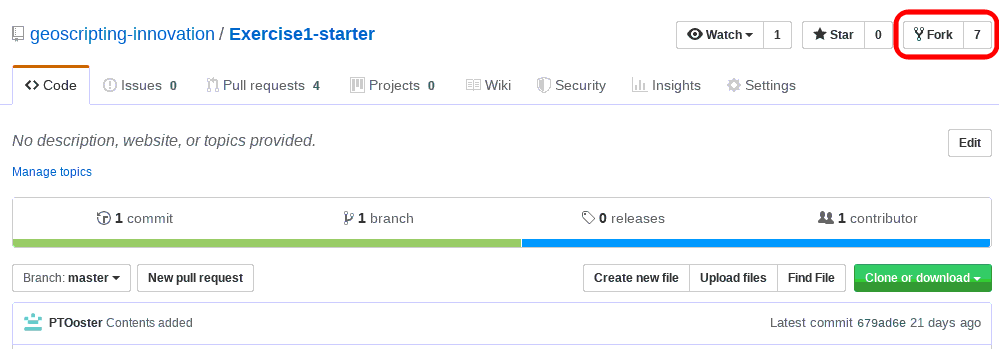 geoscripting-innovation / Exercise1-starter Watch 1 Star 0 Fork 7
Code Issues 0 Pull requests 4 Projects 0 Wiki Security Insights Settings
No description, website, or topics provided. Edit
Manage topics
1 commit 1 branch 0 releases 1 contributor
Branch: master New pull request Create new file Upload files Find File Clone or download
PTOoster Contents added Latest commit 679ad6e 21 days ago